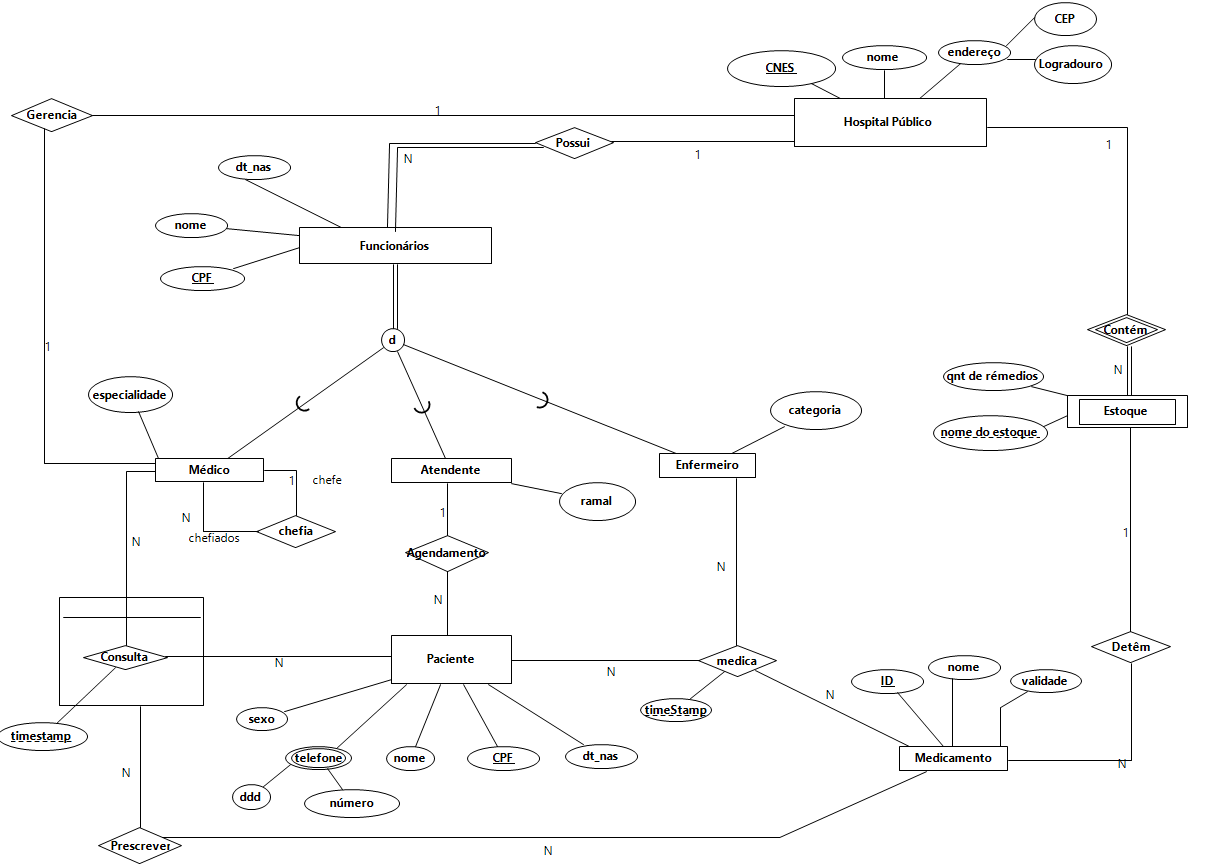 CEP
CNES
nome
endereço
Logradouro
Gerencia
1
Hospital Público
Possui
N
1
1
dt_nas
nome
Funcionários
CPF
Contém
d
1
N
qnt de rémedios
especialidade
categoria
Estoque
nome do estoque
Médico
Atendente
Enfermeiro
1
chefe
ramal
N
1
chefia
chefiados
1
N
Agendamento
N
N
Consulta
N
Paciente
N
medica
Detêm
nome
ID
validade
N
timeStamp
sexo
timestamp
telefone
nome
CPF
dt_nas
Medicamento
N
N
ddd
número
Prescrever
N